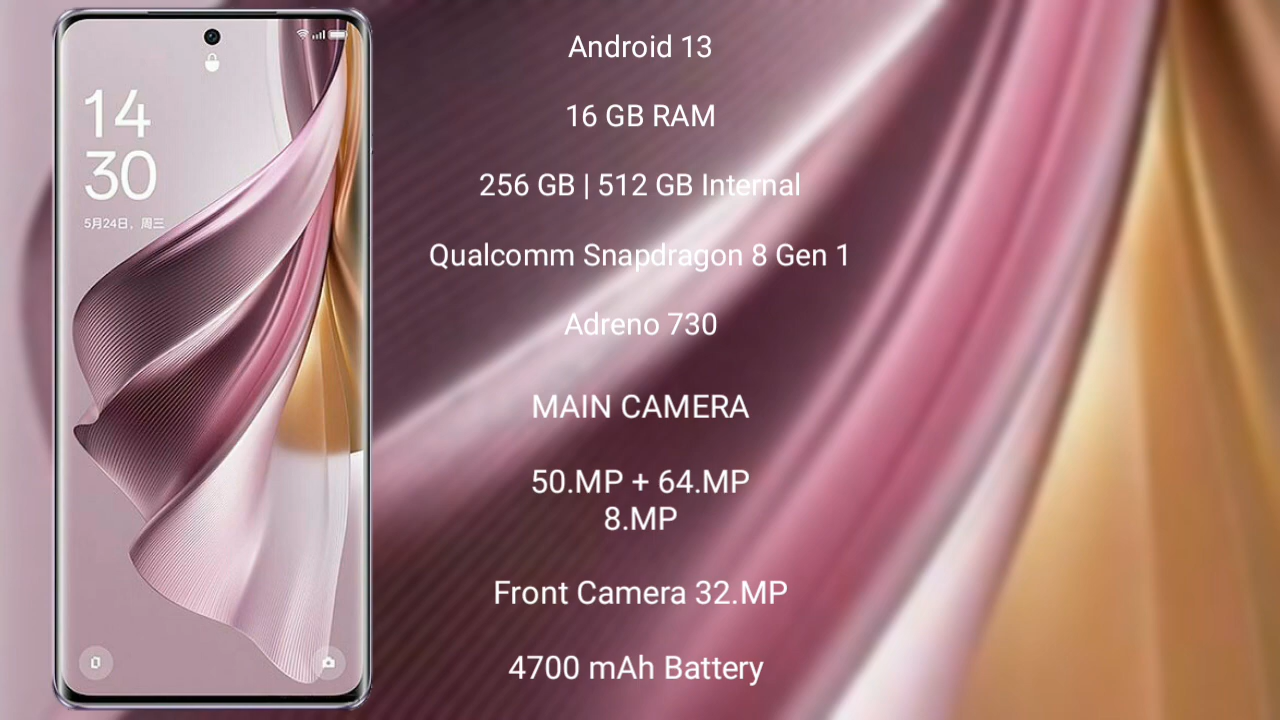 14
30
5月24日，周三
Android 13
16 GB RAM
256 GB | 512 GB Internal
Qualcomm Snapdragon 8 Gen 1
Adreno 730
MAIN CAMERA
50.MP + 64.MP
8.MP
Front Camera 32.MP
4700 mAh Battery